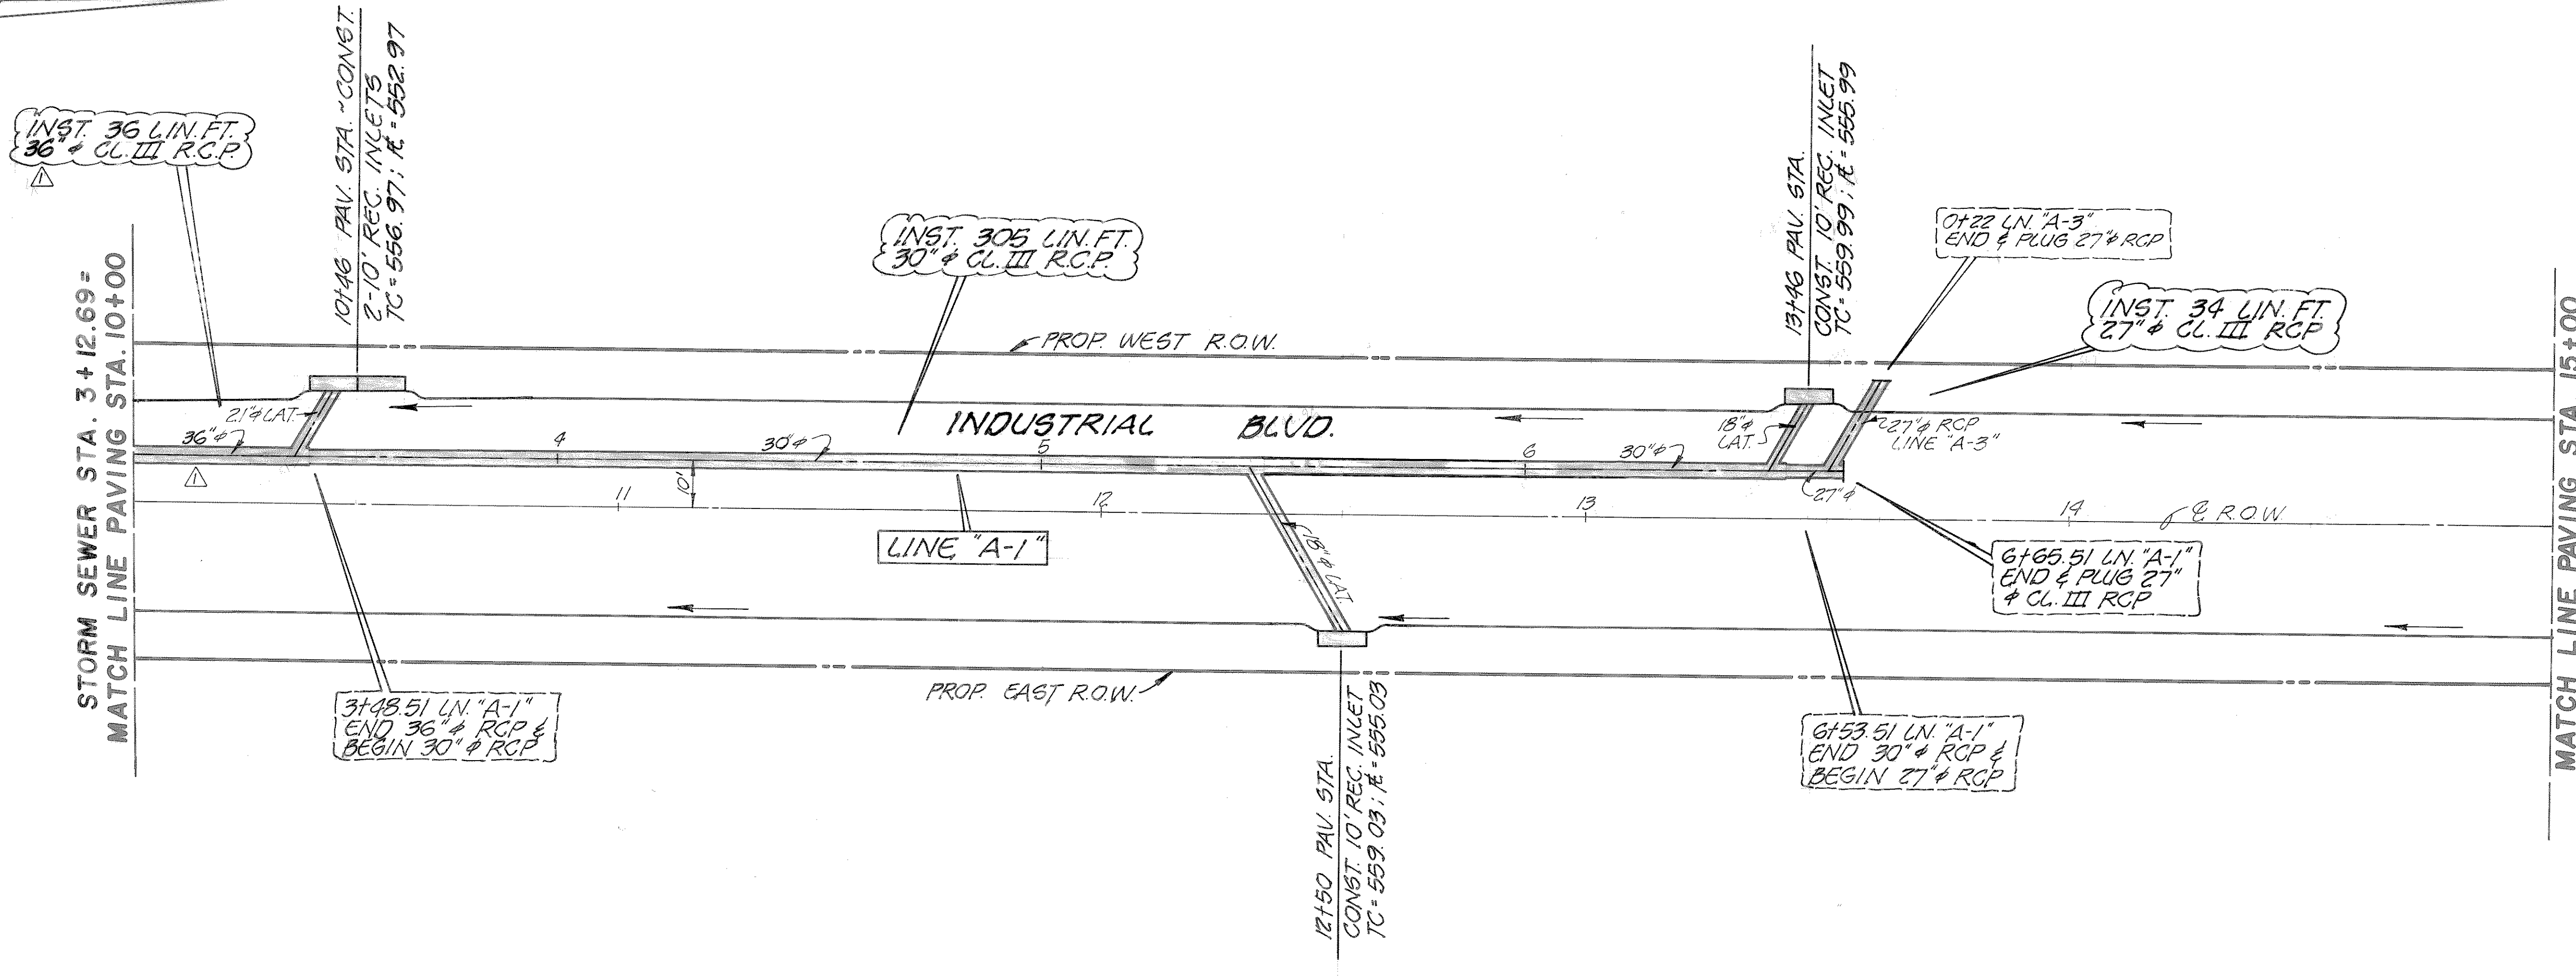 INST. 36 LIN. FT.
36"⌀ CL. III R.C.P.
1
10+46 PAV. STA. ~ CONST.
2-10' REC. INLETS
TC = 556.97; ℄ = 552.97
STORM SEWER STA. 3+12.69=
MATCH LINE PAVING STA. 10+00
INST. 305 LIN. FT.
30"⌀ CL. III R.C.P.
13+46 PAV. STA.
CONST. 10' REC. INLET
TC = 559.99; ℄ = 555.99
0+22 LN. "A-3"
END & PLUG 27"⌀ RCP
INST. 34 LIN. FT.
27"⌀ CL. III RCP
MATCH LINE PAVING STA 15+00
PROP. WEST R.O.W.
21"⌀ LAT.
36"⌀
1
4
30"⌀
INDUSTRIAL BLVD.
5
6
30"⌀
18"⌀
LAT.
27"⌀ RCP
LINE "A-3"
27"⌀
10'
11
12
13
14
℄ R.O.W.
LINE "A-1"
18"⌀ LAT.
6+65.51 LN. "A-1"
END & PLUG 27"
⌀ CL. III RCP
PROP. EAST R.O.W.
3+48.51 LN. "A-1"
END 36"⌀ RCP &
BEGIN 30"⌀ RCP
12+50 PAV. STA.
CONST. 10' REC. INLET
TC = 559.03; ℄ = 555.03
6+53.51 LN. "A-1"
END 30"⌀ RCP &
BEGIN 27"⌀ RCP